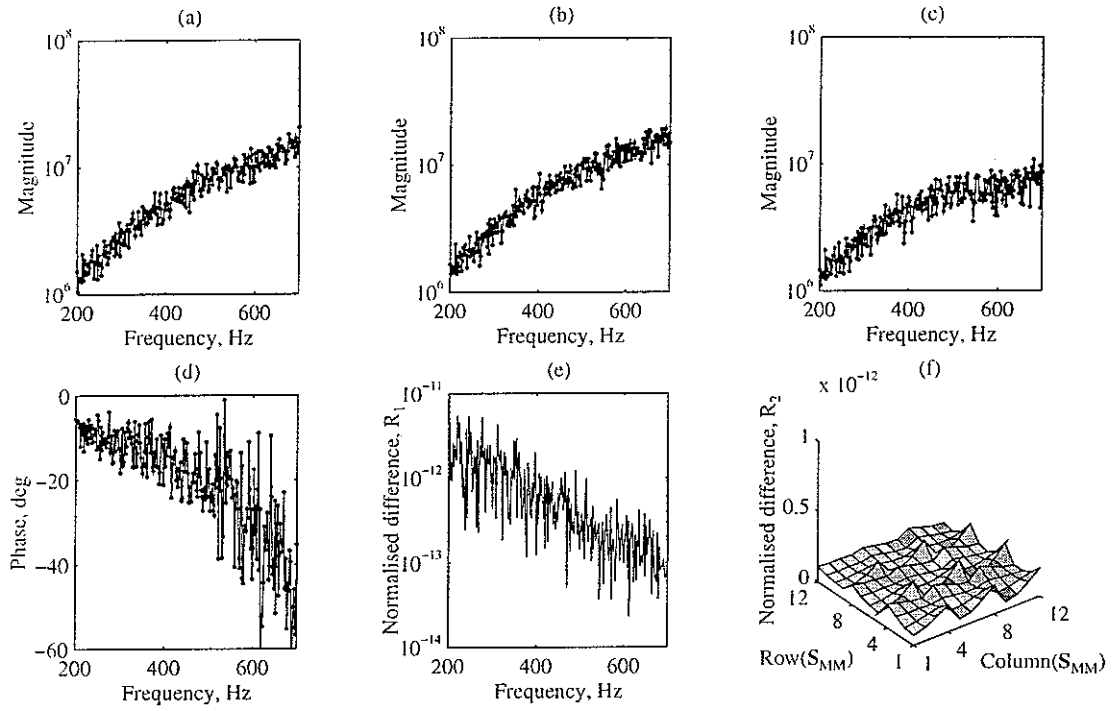 (a)
10^8
10^7
10^6
Magnitude
200
400
600
Frequency, Hz
(b)
10^8
10^7
10^6
Magnitude
200
400
600
Frequency, Hz
(c)
10^8
10^7
10^6
Magnitude
200
400
600
Frequency, Hz
(d)
0
−20
−40
−60
Phase, deg
200
400
600
Frequency, Hz
(e)
10^−11
10^−12
10^−13
10^−14
Normalised difference, R_1
200
400
600
Frequency, Hz
x 10^−12
(f)
Normalised difference, R_2
1
0.5
0
12
8
4
1
1
4
8
12
Row(S_MM)
Column(S_MM)